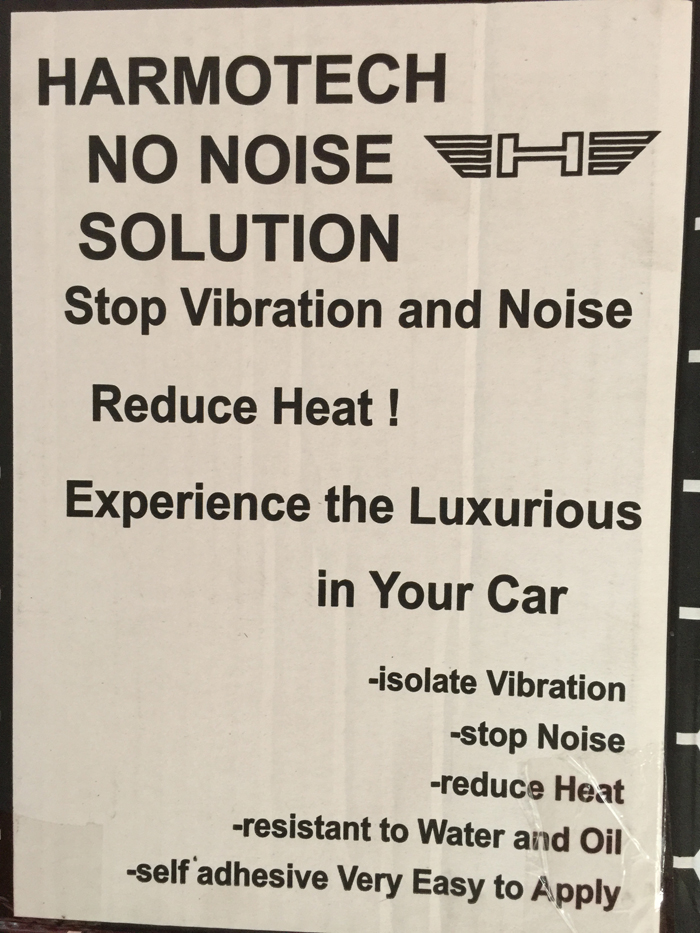 HARMOTECH
NO NOISE
SOLUTION
Stop Vibration and Noise
Reduce Heat !
Experience the Luxurious
in Your Car
-isolate Vibration
-stop Noise
-reduce Heat
-resistant to Water and Oil
-self adhesive Very Easy to Apply